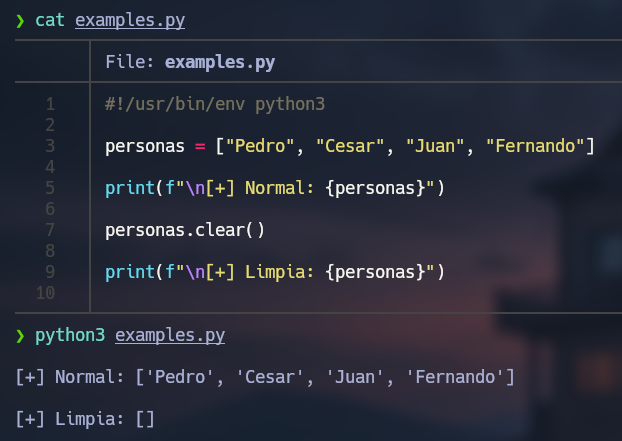 ❯ cat examples.py
File: examples.py
1 #!/usr/bin/env python3
2
3 personas = ["Pedro", "Cesar", "Juan", "Fernando"]
4
5 print(f"\n[+] Normal: {personas}")
6
7 personas.clear()
8
9 print(f"\n[+] Limpia: {personas}")
10
❯ python3 examples.py
[+] Normal: ['Pedro', 'Cesar', 'Juan', 'Fernando']
[+] Limpia: []